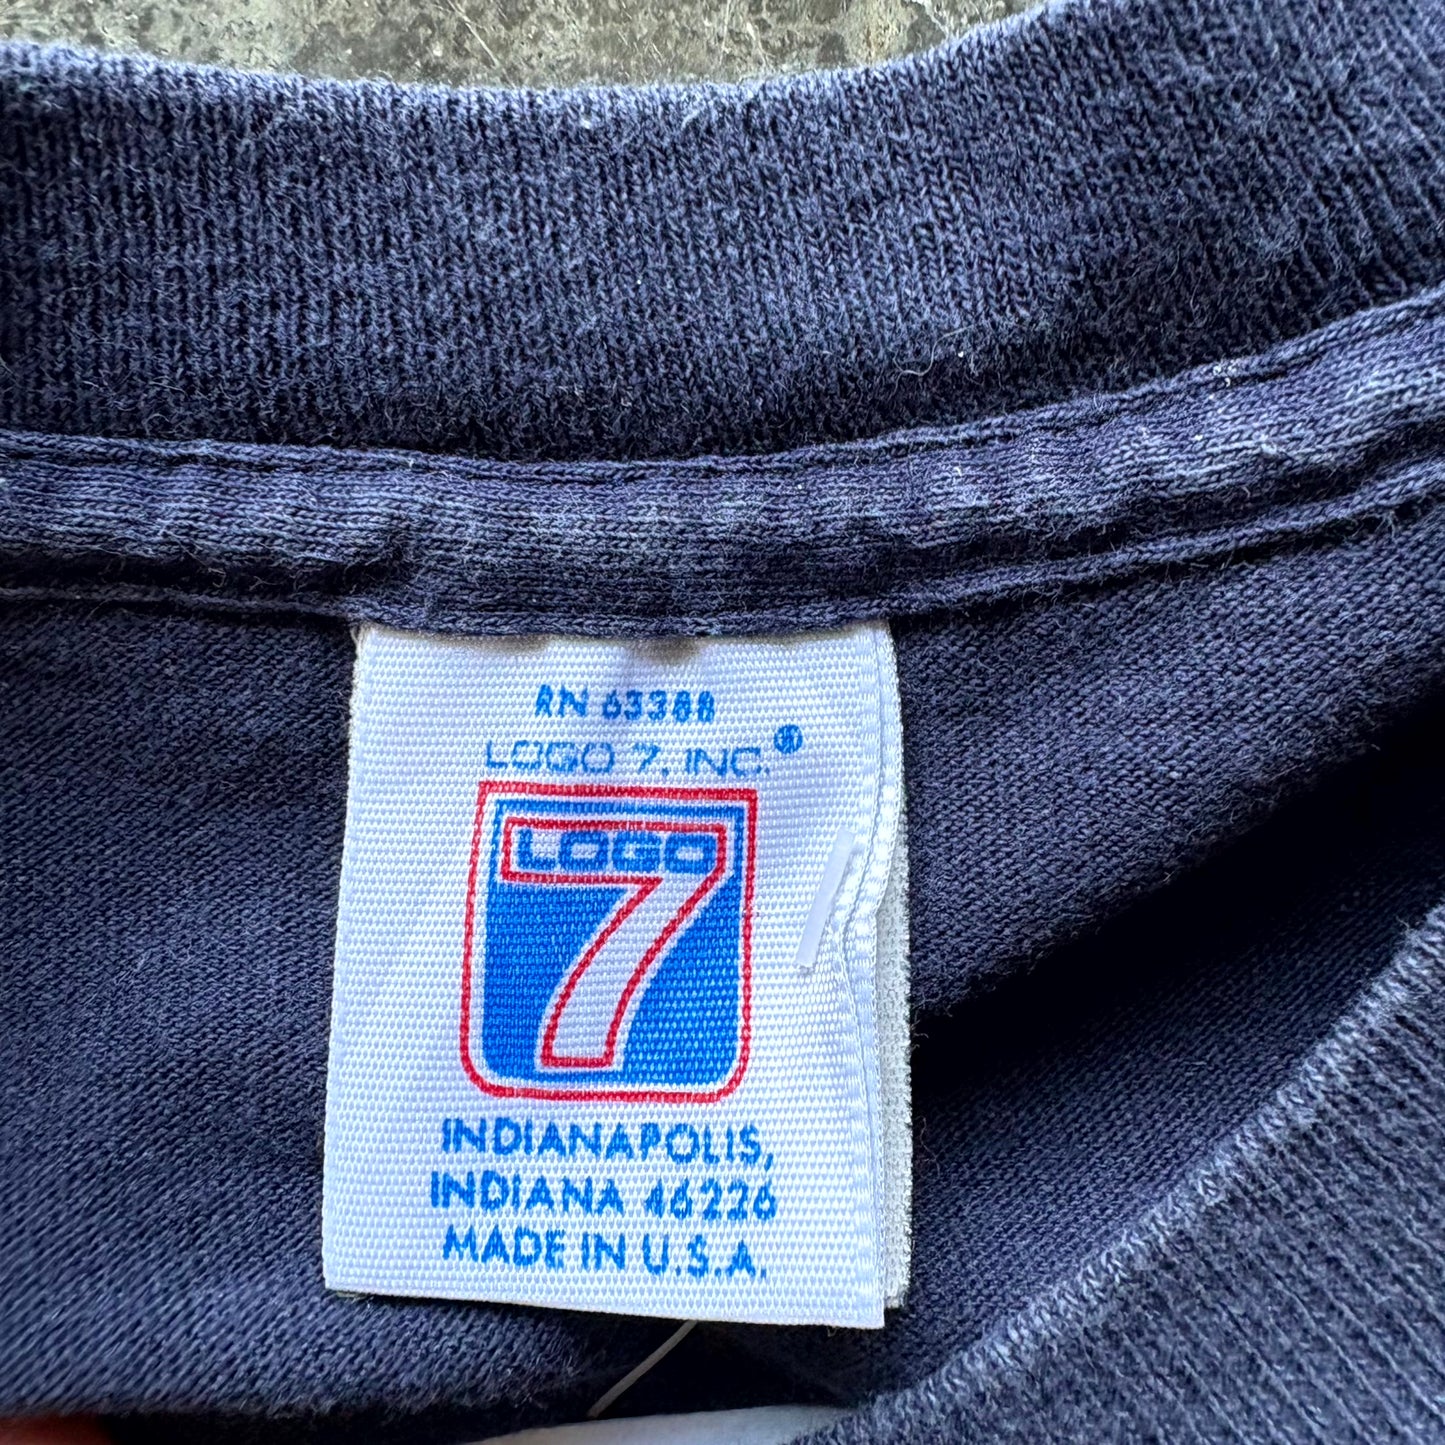 RN 63388
LOGO 7, INC.®
LOGO
7
INDIANAPOLIS,
INDIANA 46226
MADE IN U.S.A.